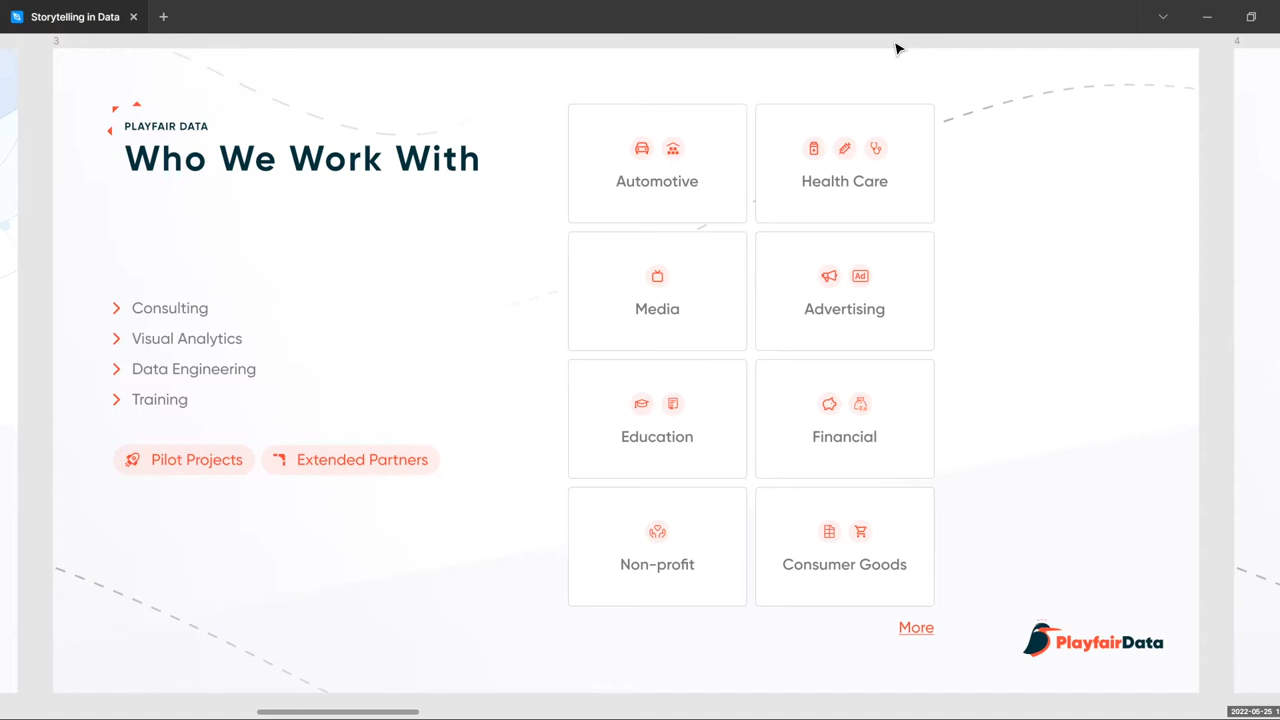 Storytelling in Data
3
4
PLAYFAIR DATA
Who We Work With
Consulting
Visual Analytics
Data Engineering
Training
Pilot Projects
Extended Partners
Automotive
Health Care
Media
Ad
Advertising
Education
Financial
Non-profit
Consumer Goods
More
PlayfairData
2022-05-25 1